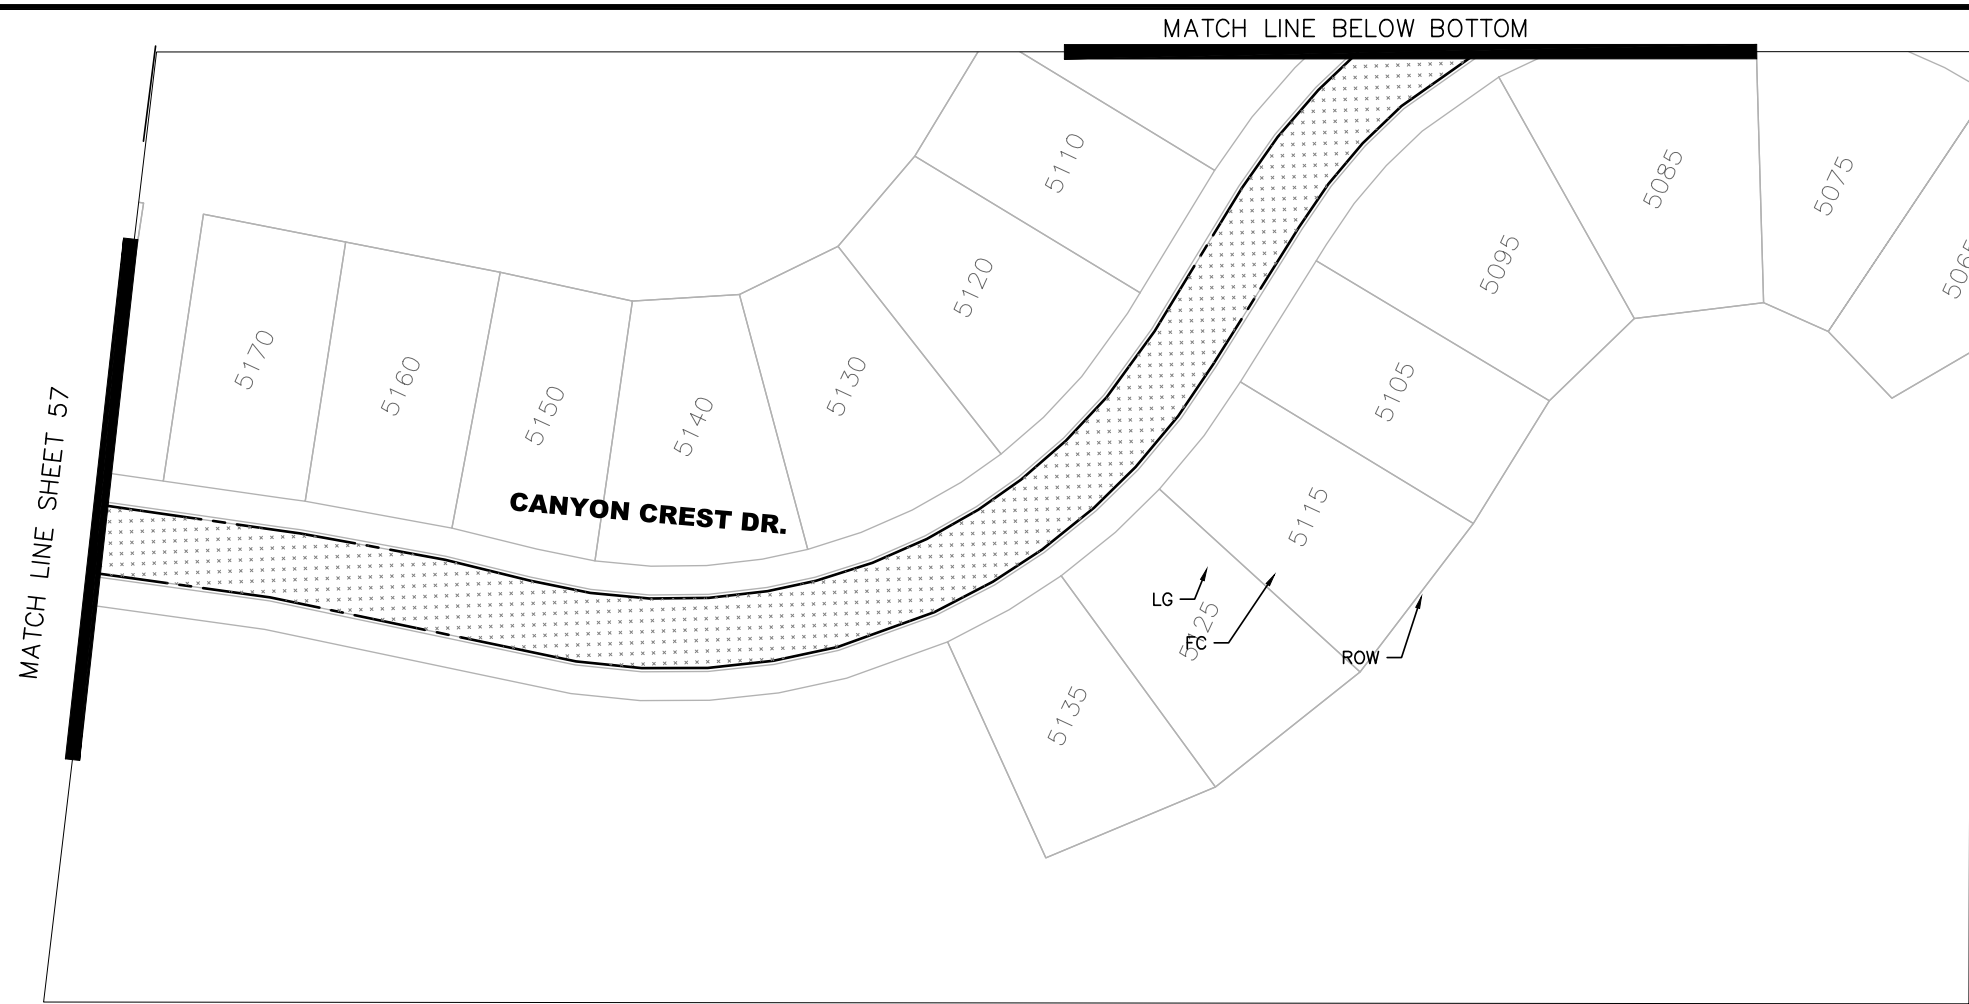 MATCH LINE BELOW BOTTOM
5110
5085
5075
5120
5095
5065
5170
5160
5150
5140
5130
5105
MATCH LINE SHEET 57
CANYON CREST DR.
5115
LG
5125
FC
ROW
5135